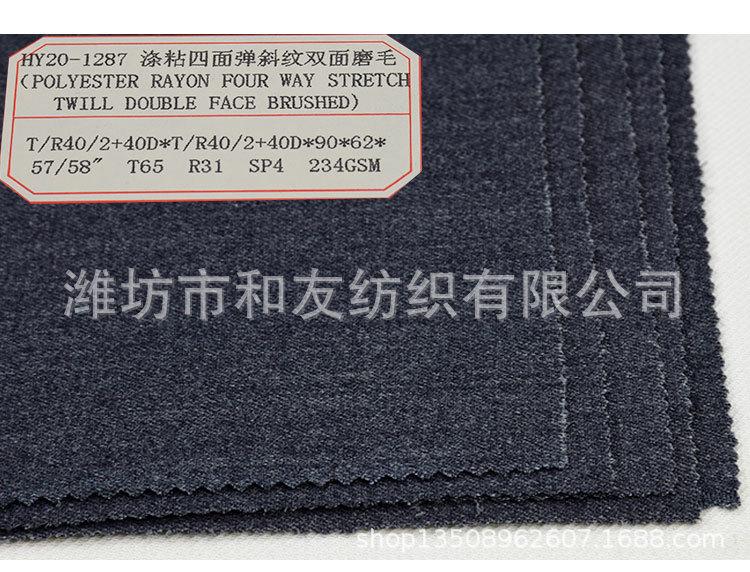 HY20-1287 涤粘四面弹斜纹双面磨毛
(POLYESTER RAYON FOUR WAY STRETCH
TWILL DOUBLE FACE BRUSHED)
T/R40/2+40D*T/R40/2+40D*90*62*
57/58" T65 R31 SP4 234GSM
潍坊市和友纺织有限公司
shop13508962607.1688.com